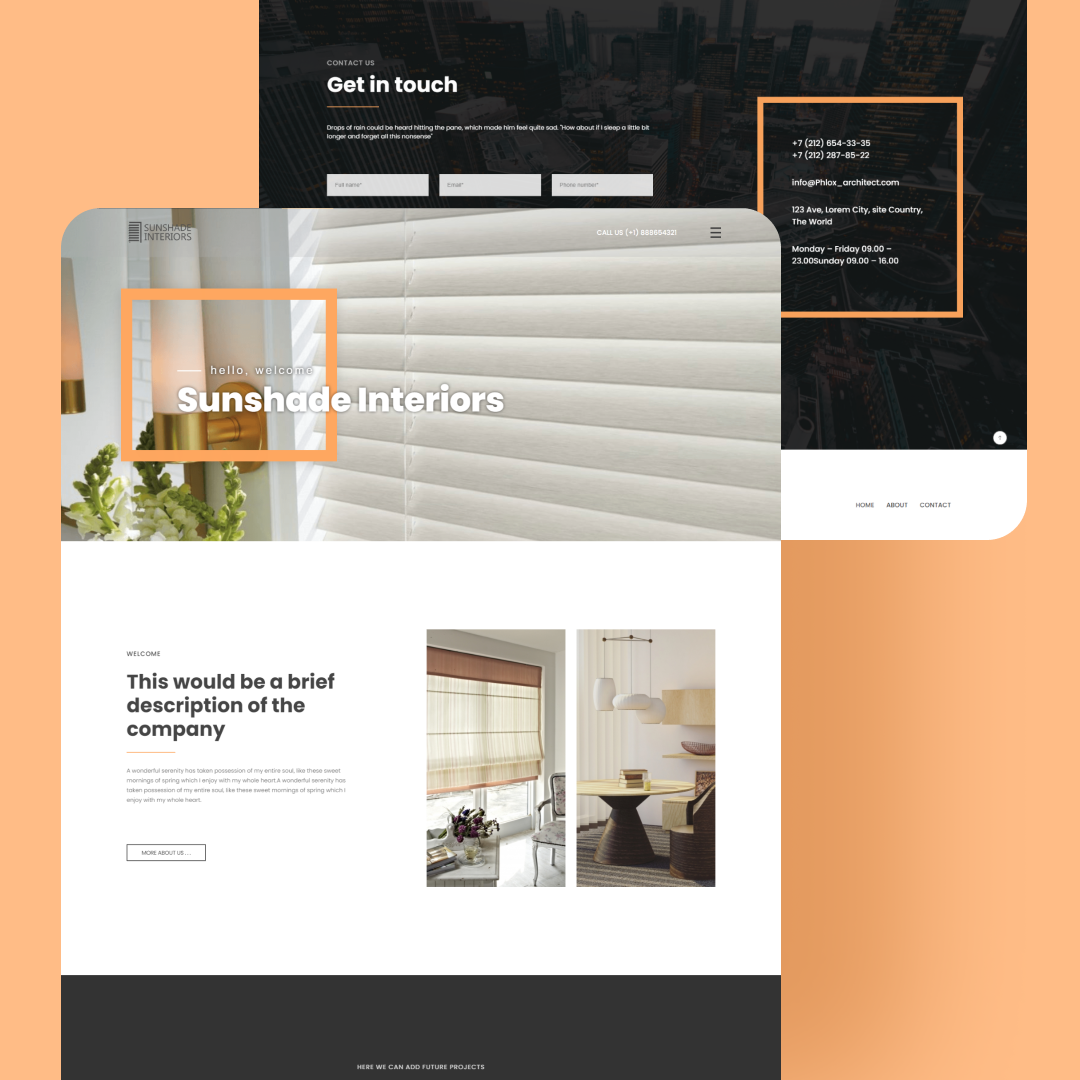 CONTACT US
Get in touch
Drops of rain could be heard hitting the pane, which made him feel quite sad. "How about if I sleep a little bit
longer and forget all this nonsense"
Full name*
Email*
Phone number*
+7 (212) 654-33-35
+7 (212) 287-85-22
info@Phlox_architect.com
123 Ave, Lorem City, site Country,
The World
Monday – Friday 09.00 –
23.00Sunday 09.00 – 16.00
HOME ABOUT CONTACT
SUNSHADE
INTERIORS
CALL US (+1) 888654321
hello, welcome
Sunshade Interiors
WELCOME
This would be a brief
description of the
company
A wonderful serenity has taken possession of my entire soul, like these sweet
mornings of spring which i enjoy with my whole heart.A wonderful serenity has
taken possession of my entire soul, like these sweet mornings of spring which I
enjoy with my whole heart.
MORE ABOUT US . . .
HERE WE CAN ADD FUTURE PROJECTS